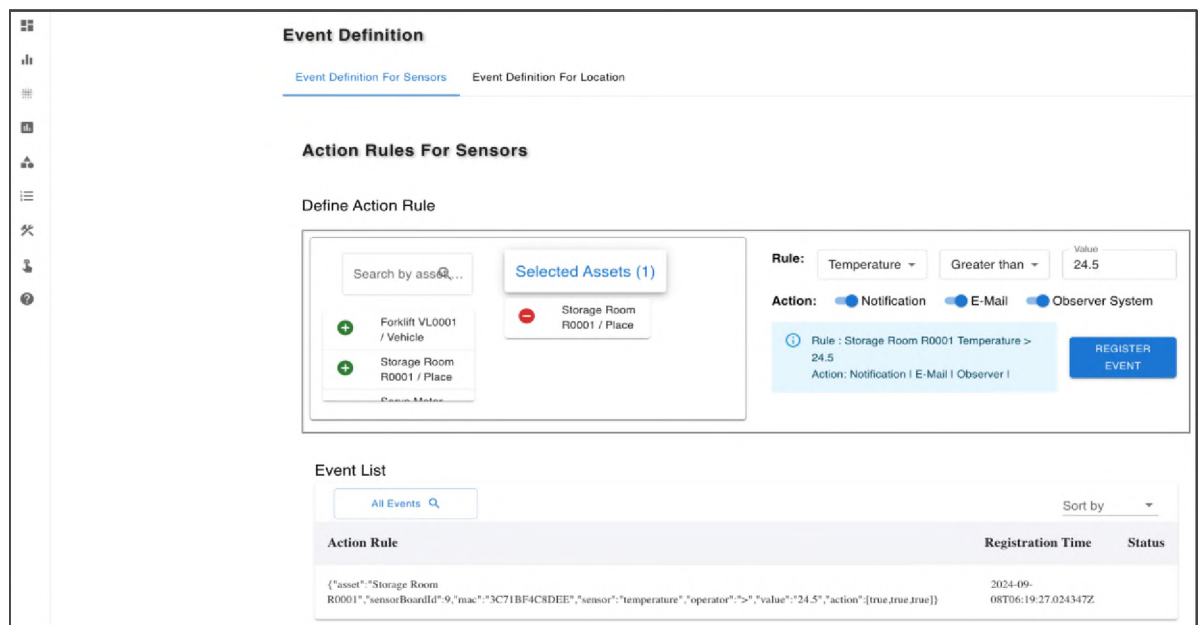 Event Definition
Event Definition For Sensors
Event Definition For Location
Action Rules For Sensors
Define Action Rule
Search by asset,...
Selected Assets (1)
Forklift VL0001
/ Vehicle
Storage Room
R0001 / Place
Servo Motor
Storage Room
R0001 / Place
Rule:
Temperature
Greater than
Value
24.5
Action:
Notification
E-Mail
Observer System
Rule : Storage Room R0001 Temperature >
24.5
Action: Notification | E-Mail | Observer |
REGISTER
EVENT
Event List
All Events
Sort by
Action Rule
Registration Time
Status
{"asset":"Storage Room
R0001","sensorBoardId":9,"mac":"3C71BF4C8DEE","sensor":"temperature","operator":">","value":"24.5","action":[true,true,true]}
2024-09-
08T06:19:27.024347Z